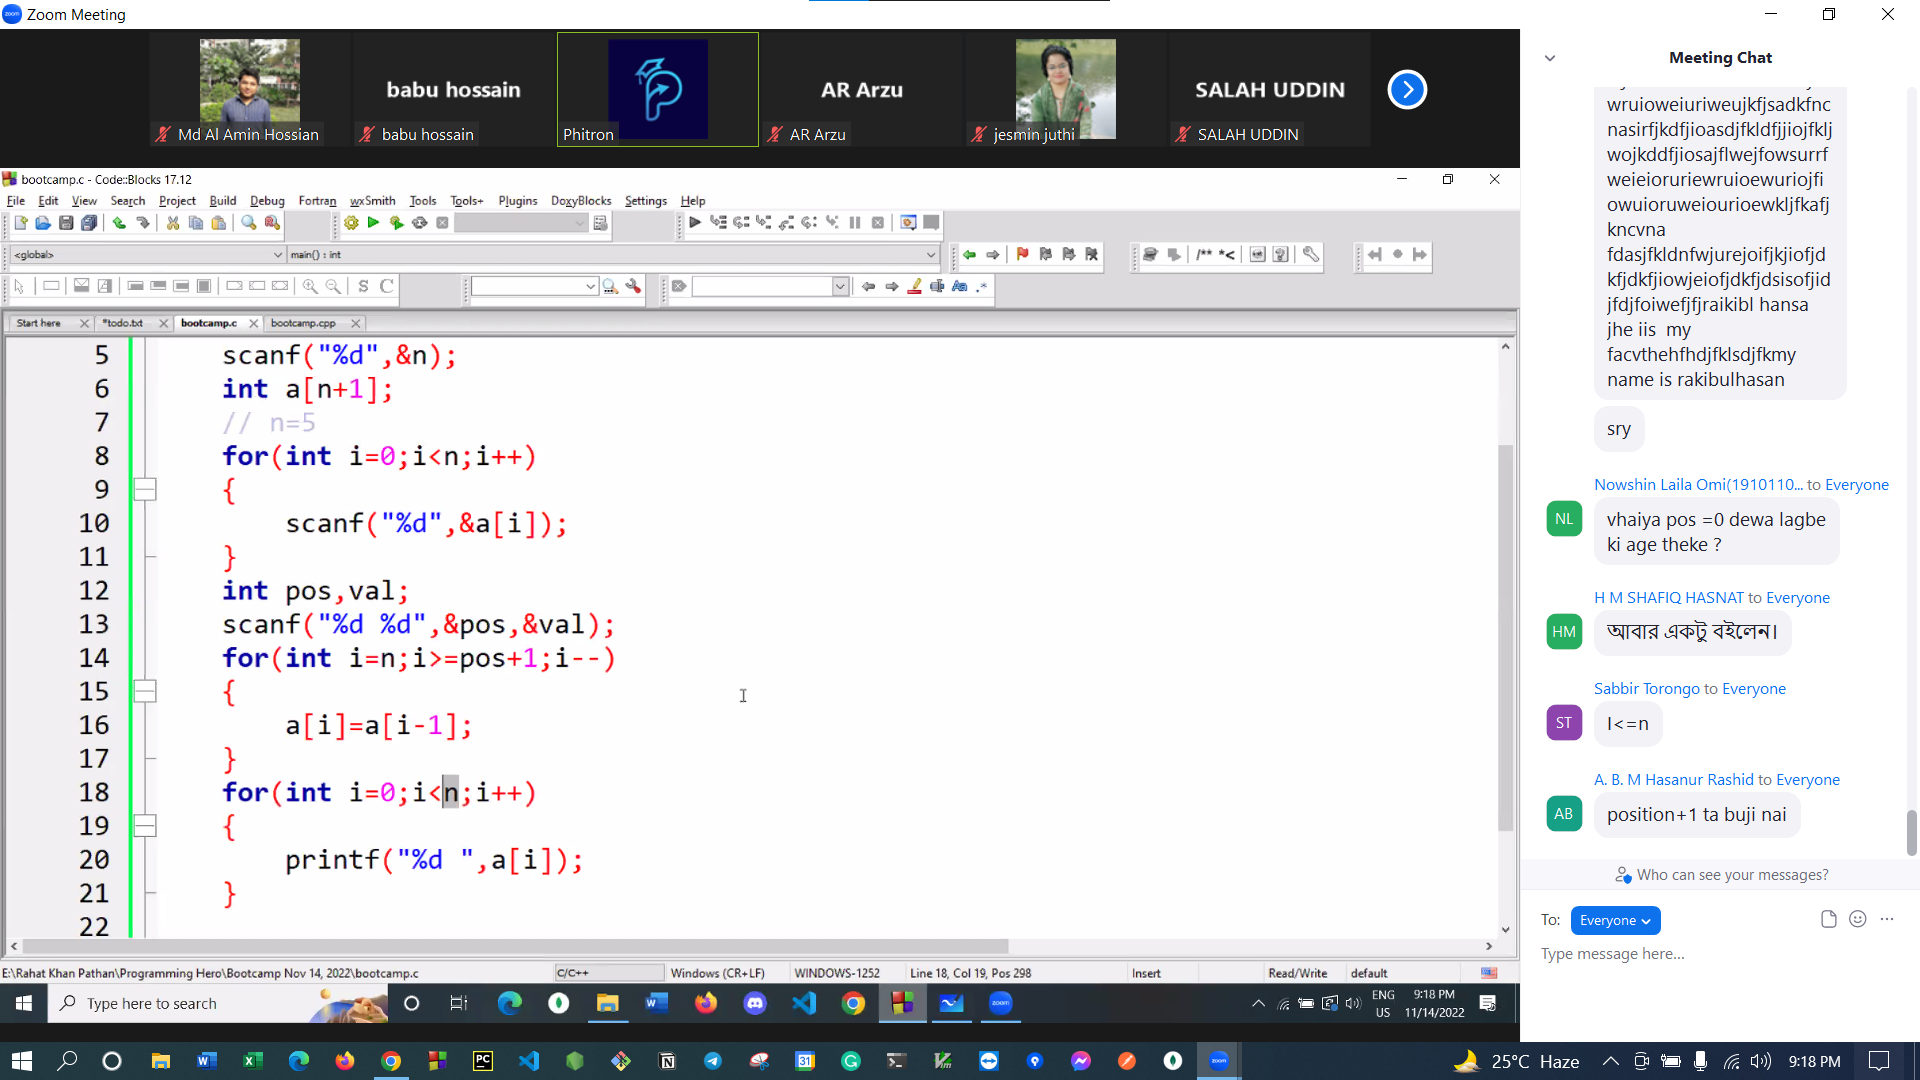 Zoom Meeting
babu hossain
AR Arzu
SALAH UDDIN
Md Al Amin Hossian
babu hossain
Phitron
AR Arzu
jesmin juthi
SALAH UDDIN
bootcamp.c - Code::Blocks 17.12
File Edit View Search Project Build Debug Fortran wxSmith Tools Tools+ Plugins DoxyBlocks Settings Help
<global>
main() : int
Start here
*todo.txt
bootcamp.c
bootcamp.cpp
5 scanf("%d",&n);
6 int a[n+1];
7 // n=5
8 for(int i=0;i<n;i++)
9 {
10 scanf("%d",&a[i]);
11 }
12 int pos,val;
13 scanf("%d %d",&pos,&val);
14 for(int i=n;i>=pos+1;i--)
15 {
16 a[i]=a[i-1];
17 }
18 for(int i=0;i<n;i++)
19 {
20 printf("%d ",a[i]);
21 }
22
E:\Rahat Khan Pathan\Programming Hero\Bootcamp Nov 14, 2022\bootcamp.c
C/C++
Windows (CR+LF)
WINDOWS-1252
Line 18, Col 19, Pos 298
Insert
Read/Write
default
Type here to search
ENG
US
9:18 PM
11/14/2022
Meeting Chat
wruioweiuriweujkfjsadkfnc
nasirfjkdfjioasdjfkldfjjiojfklj
wojkddfjiosajflwejfowsurrf
weieioruriewruioewuriojfi
owuioruweiourioewkljfkafj
kncvna
fdasjfkldnfwjurejoifjkjiofjd
kfjdkfjiowjeiofjdkfjdsisofjid
jfdjfoiwefjfjraikibl hansa
jhe iis  my
facvthehfhdjfklsdjfkmy
name is rakibulhasan
sry
Nowshin Laila Omi(1910110... to Everyone
NL
vhaiya pos =0 dewa lagbe
ki age theke ?
H M SHAFIQ HASNAT to Everyone
HM
আবার একটু বইলেন।
Sabbir Torongo to Everyone
ST
I<=n
A. B. M Hasanur Rashid to Everyone
AB
position+1 ta buji nai
Who can see your messages?
To: Everyone
Type message here...
25°C Haze
9:18 PM